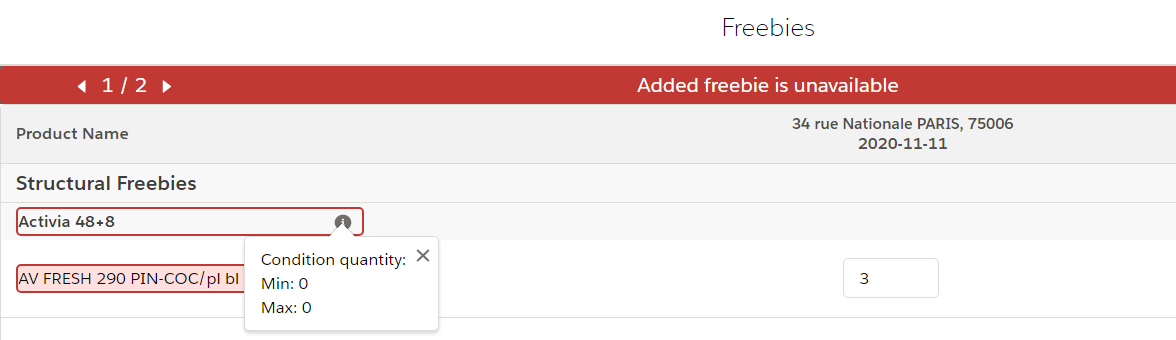 Freebies
1 / 2
Added freebie is unavailable
Product Name
34 rue Nationale PARIS, 75006
2020-11-11
Structural Freebies
Activia 48+8
Condition quantity:
Min: 0
Max: 0
AV FRESH 290 PIN-COC/pl bl
3